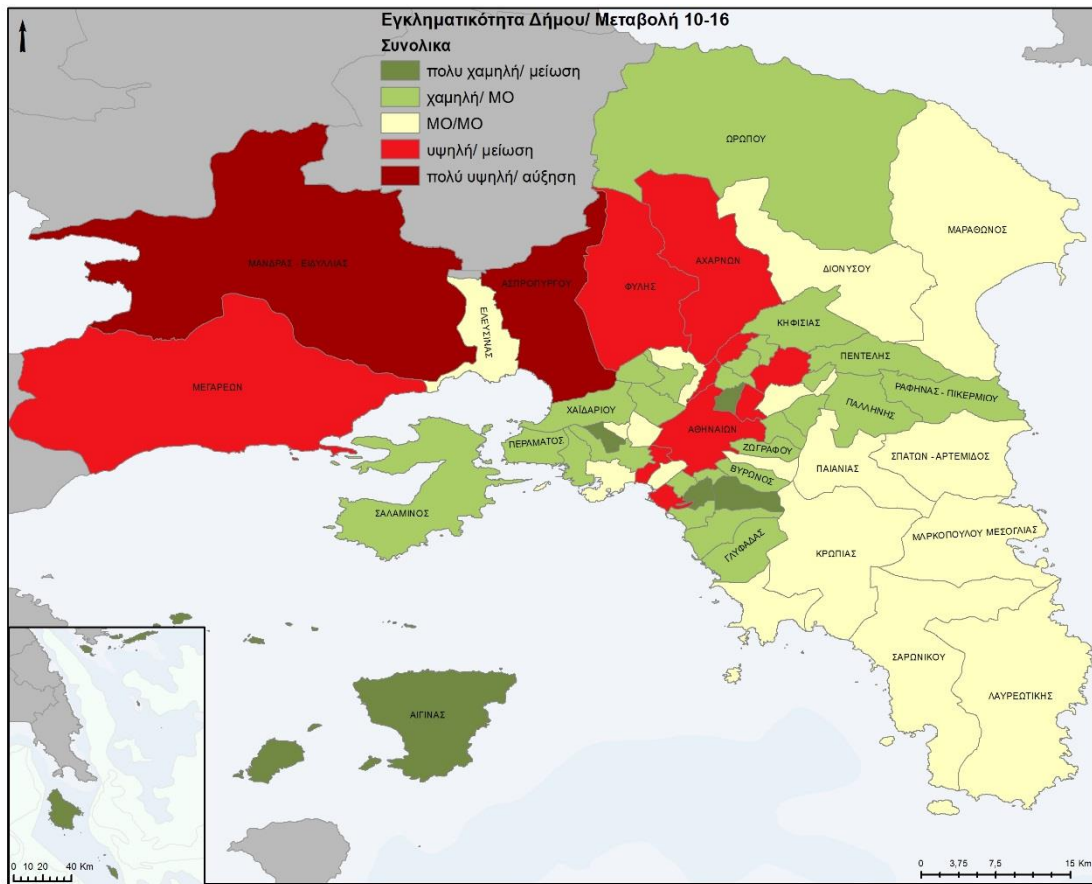 Εγκληματικότητα Δήμου/ Μεταβολή 10-16
Συνολικα
πολυ χαμηλή/ μείωση
χαμηλή/ ΜΟ
ΜΟ/ΜΟ
υψηλή/ μείωση
πολύ υψηλή/ αύξηση
ΩΡΩΠΟΥ
ΜΑΡΑΘΩΝΟΣ
ΜΑΝΔΡΑΣ - ΕΙΔΥΛΛΙΑΣ
ΑΣΠΡΟΠΥΡΓΟΥ
ΑΧΑΡΝΩΝ
ΔΙΟΝΥΣΟΥ
ΦΥΛΗΣ
ΕΛΕΥΣΙΝΑΣ
ΚΗΦΙΣΙΑΣ
ΠΕΝΤΕΛΗΣ
ΜΕΓΑΡΕΩΝ
ΡΑΦΗΝΑΣ - ΠΙΚΕΡΜΙΟΥ
ΠΑΛΛΗΝΗΣ
ΧΑΪΔΑΡΙΟΥ
ΑΘΗΝΑΙΩΝ
ΠΕΡΑΜΑΤΟΣ
ΖΩΓΡΑΦΟΥ
ΣΠΑΤΩΝ - ΑΡΤΕΜΙΔΟΣ
ΒΥΡΩΝΟΣ
ΠΑΙΑΝΙΑΣ
ΣΑΛΑΜΙΝΟΣ
ΜΑΡΚΟΠΟΥΛΟΥ ΜΕΣΟΓΑΙΑΣ
ΓΛΥΦΑΔΑΣ
ΚΡΩΠΙΑΣ
ΣΑΡΩΝΙΚΟΥ
ΛΑΥΡΕΩΤΙΚΗΣ
ΑΙΓΙΝΑΣ
0 10 20 40 Km
0 3,75 7,5 15 Km